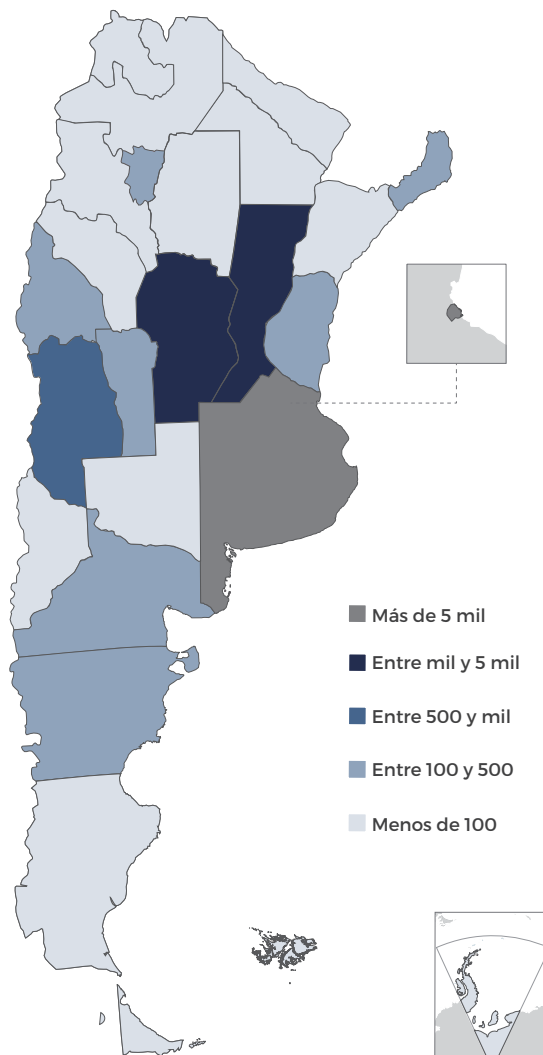 Más de 5 mil
Entre mil y 5 mil
Entre 500 y mil
Entre 100 y 500
Menos de 100